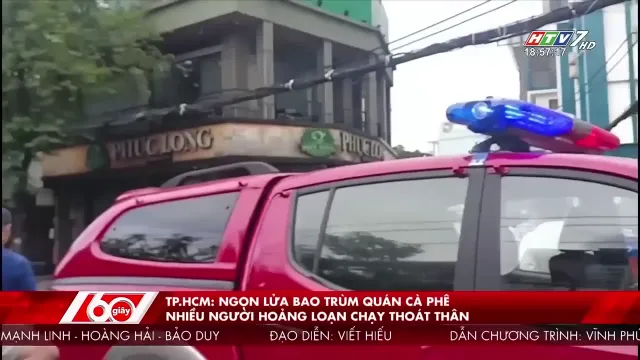 HTV7 HD
18:57:17
PHUC LONG
PHUC LO
60 giây
TP.HCM: NGỌN LỬA BAO TRÙM QUÁN CÀ PHÊ
NHIỀU NGƯỜI HOẢNG LOẠN CHẠY THOÁT THÂN
MẠNH LINH - HOÀNG HẢI - BẢO DUY ĐẠO DIỄN: VIẾT HIẾU DẪN CHƯƠNG TRÌNH: VĨNH PH